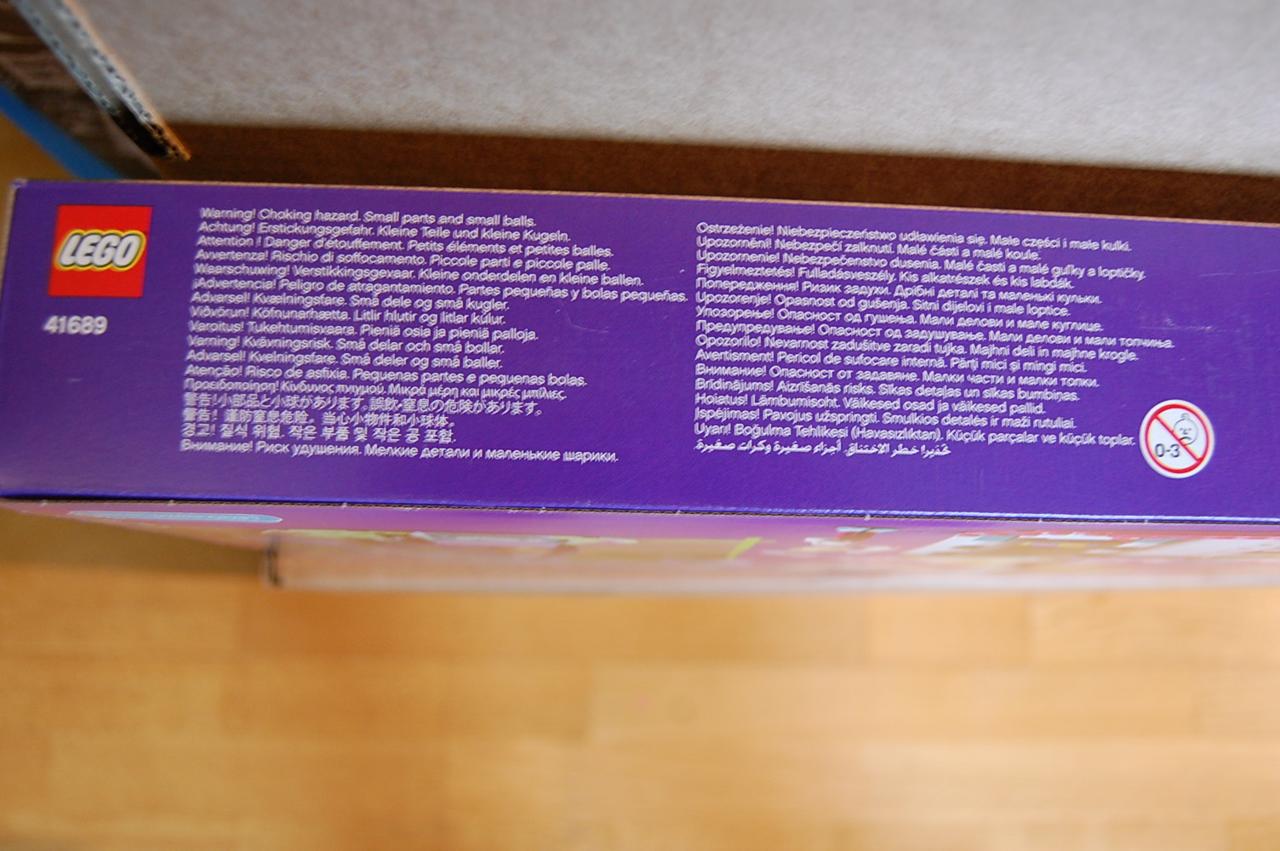 LEGO
41689
Warning! Choking hazard. Small parts and small balls.
Achtung! Erstickungsgefahr. Kleine Teile und kleine Kugeln.
Attention ! Danger d'étouffement. Petits éléments et petites balles.
Avvertenza! Rischio di soffocamento. Piccole parti e piccole palle.
Waarschuwing! Verstikkingsgevaar. Kleine onderdelen en kleine ballen.
¡Advertencia! Peligro de atragantamiento. Partes pequeñas y bolas pequeñas.
Advarsel! Kvælningsfare. Små dele og små kugler.
Viðvörun! Köfnunarhætta. Litlir hlutir og litlar kúlur.
Varoitus! Tukehtumisvaara. Pieniä osia ja pieniä palloja.
Varning! Kvävningsrisk. Små delar och små bollar.
Advarsel! Kvelningsfare. Små deler og små baller.
Atenção! Risco de asfixia. Pequenas partes e pequenas bolas.
Προειδοποίηση! Κίνδυνος πνιγμού. Μικρά μέρη και μικρές μπίλιες.
警告!小部品と小球があります。誤飲・窒息の危険があります。
警告！谨防窒息危险。当心小物件和小球体。
경고! 질식 위험. 작은 부품 및 작은 공 포함.
Внимание! Риск удушения. Мелкие детали и маленькие шарики.
Ostrzeżenie! Niebezpieczeństwo udławienia się. Małe części i małe kulki.
Upozornění! Nebezpečí zalknutí. Malé části a malé koule.
Upozornenie! Nebezpečenstvo dusenia. Malé časti a malé guľky a loptičky.
Figyelmeztetés! Fulladásveszély. Kis alkatrészek és kis labdák.
Попередження! Ризик задухи. Дрібні деталі та маленькі кульки.
Upozorenje! Opasnost od gušenja. Sitni dijelovi i male loptice.
Упозорење! Опасност од гушења. Мали делови и мале куглице.
Предупредување! Опасност од задушување. Мали делови и мали топчиња.
Opozorilo! Nevarnost zadušitve zaradi tujka. Majhni deli in majhne krogle.
Avertisment! Pericol de sufocare internă. Părți mici și mingi mici.
Внимание! Опасност от задавяне. Малки части и малки топки.
Brīdinājums! Aizrīšanās risks. Sīkas detaļas un sīkas bumbiņas.
Hoiatus! Lämbumisoht. Väikesed osad ja väikesed pallid.
Įspėjimas! Pavojus užspringti. Smulkios detalės ir maži rutuliai.
Uyarı! Boğulma Tehlikesi (Havasızlıktan). Küçük parçalar ve küçük toplar.
تحذير! خطر الاختناق. أجزاء صغيرة وكرات صغيرة.
0-3